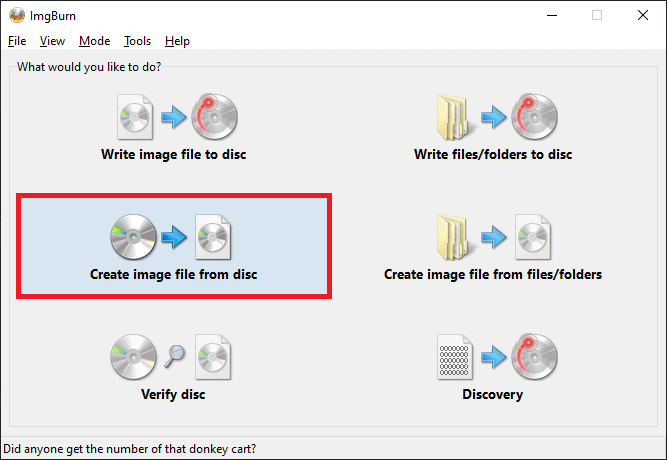 ImgBurn
File View Mode Tools Help
What would you like to do?
Write image file to disc
Write files/folders to disc
Create image file from disc
Create image file from files/folders
Verify disc
Discovery
Did anyone get the number of that donkey cart?